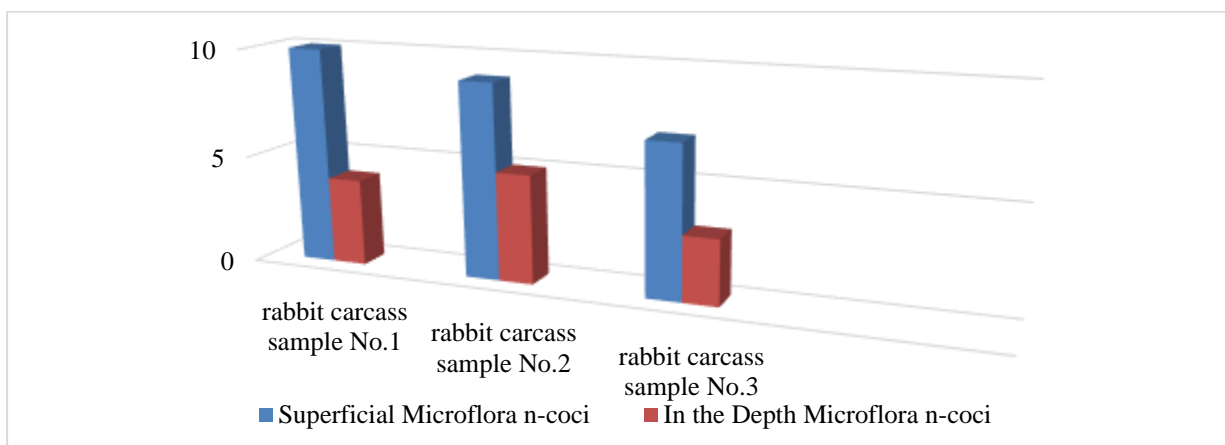 10
5
0
rabbit carcass
sample No.1
rabbit carcass
sample No.2
rabbit carcass
sample No.3
Superficial Microflora n-coci
In the Depth Microflora n-coci